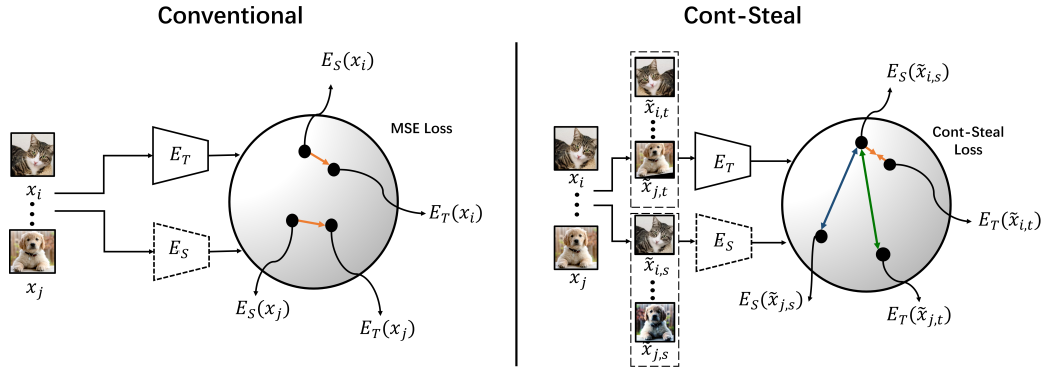 Conventional
E_S(x_i)
MSE Loss
E_T
x_i
E_T(x_i)
E_S
x_j
E_S(x_j)
E_T(x_j)
Cont-Steal
E_S(x̃_{i,s})
x̃_{i,t}
Cont-Steal
Loss
E_T
x_i
x̃_{j,t}
E_T(x̃_{i,t})
E_S
x̃_{i,s}
x_j
E_S(x̃_{j,s})
E_T(x̃_{j,t})
x̃_{j,s}